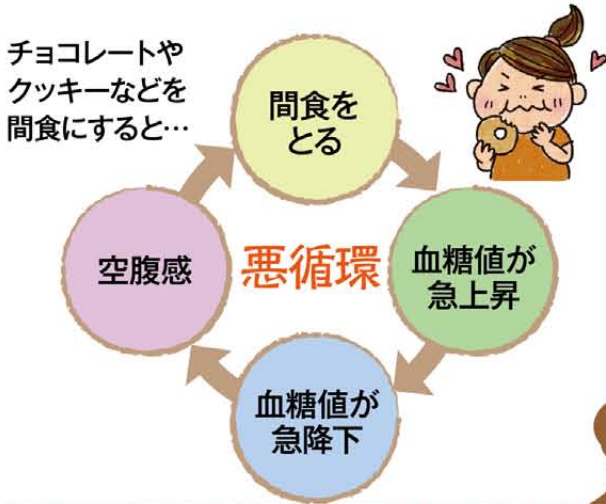 チョコレートや
クッキーなどを
間食にすると…
間食を
とる
空腹感
悪循環
血糖値が
急上昇
血糖値が
急降下